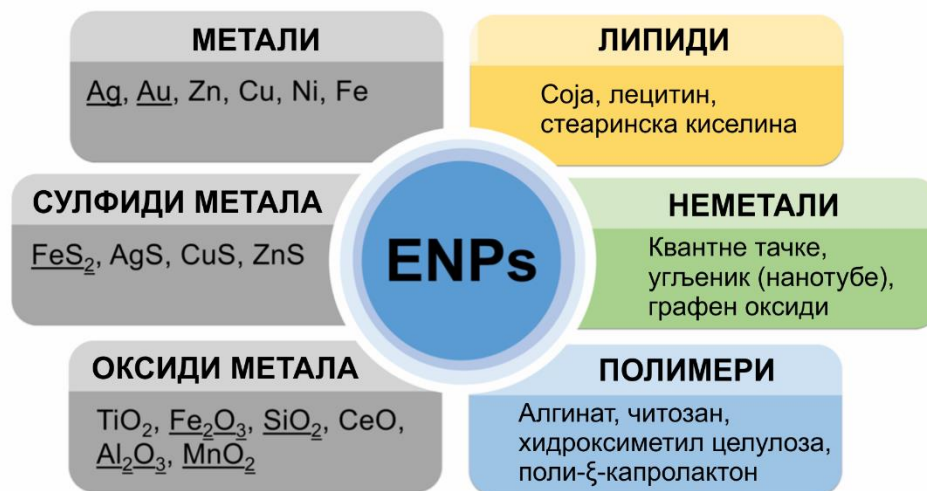 МЕТАЛИ
Ag, Au, Zn, Cu, Ni, Fe
СУЛФИДИ МЕТАЛА
FeS₂, AgS, CuS, ZnS
ОКСИДИ МЕТАЛА
TiO₂, Fe₂O₃, SiO₂, CeO,
Al₂O₃, MnO₂
ENPs
ЛИПИДИ
Соја, лецитин,
стеаринска киселина
НЕМЕТАЛИ
Квантне тачке,
угљеник (нанотубе),
графен оксиди
ПОЛИМЕРИ
Алгинат, читозан,
хидроксиметил целулоза,
поли-ξ-капролактон